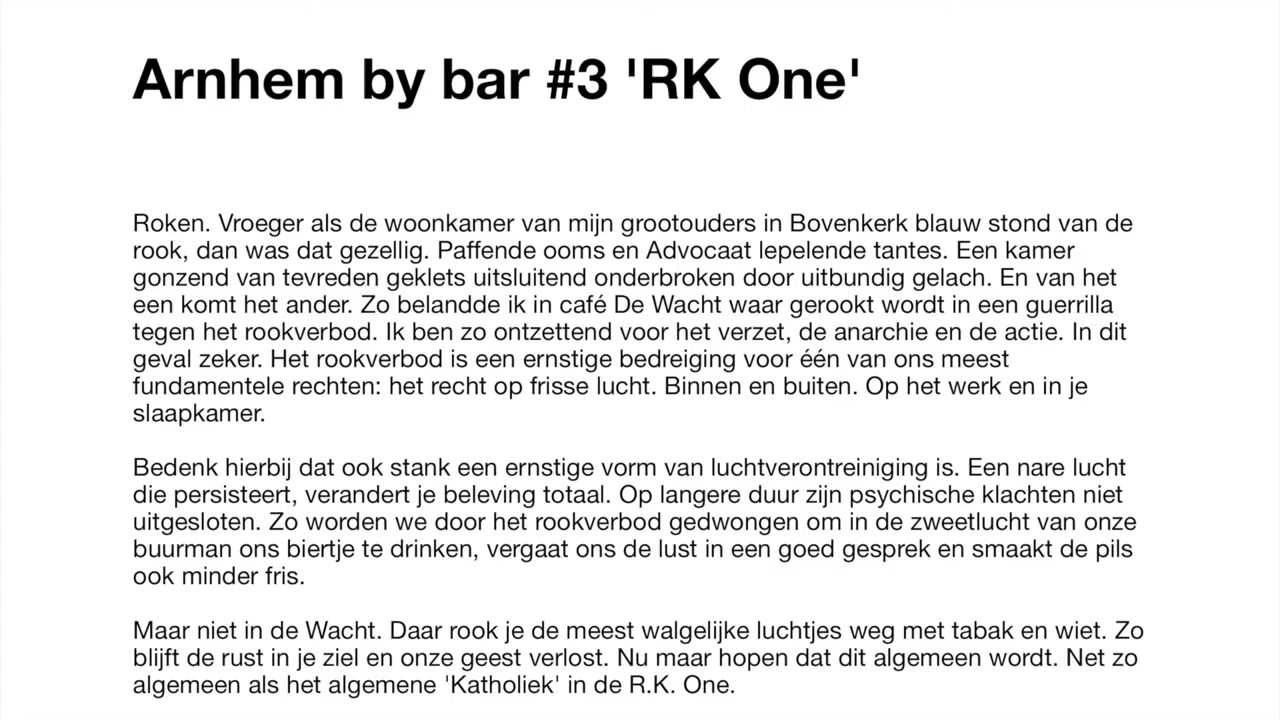 Arnhem by bar #3 'RK One'
Roken. Vroeger als de woonkamer van mijn grootouders in Bovenkerk blauw stond van de
rook, dan was dat gezellig. Paffende ooms en Advocaat lepelende tantes. Een kamer
gonzend van tevreden geklets uitsluitend onderbroken door uitbundig gelach. En van het
een komt het ander. Zo belandde ik in café De Wacht waar gerookt wordt in een guerrilla
tegen het rookverbod. Ik ben zo ontzettend voor het verzet, de anarchie en de actie. In dit
geval zeker. Het rookverbod is een ernstige bedreiging voor één van ons meest
fundamentele rechten: het recht op frisse lucht. Binnen en buiten. Op het werk en in je
slaapkamer.
Bedenk hierbij dat ook stank een ernstige vorm van luchtverontreiniging is. Een nare lucht
die persisteert, verandert je beleving totaal. Op langere duur zijn psychische klachten niet
uitgesloten. Zo worden we door het rookverbod gedwongen om in de zweetlucht van onze
buurman ons biertje te drinken, vergaat ons de lust in een goed gesprek en smaakt de pils
ook minder fris.
Maar niet in de Wacht. Daar rook je de meest walgelijke luchtjes weg met tabak en wiet. Zo
blijft de rust in je ziel en onze geest verlost. Nu maar hopen dat dit algemeen wordt. Net zo
algemeen als het algemene 'Katholiek' in de R.K. One.